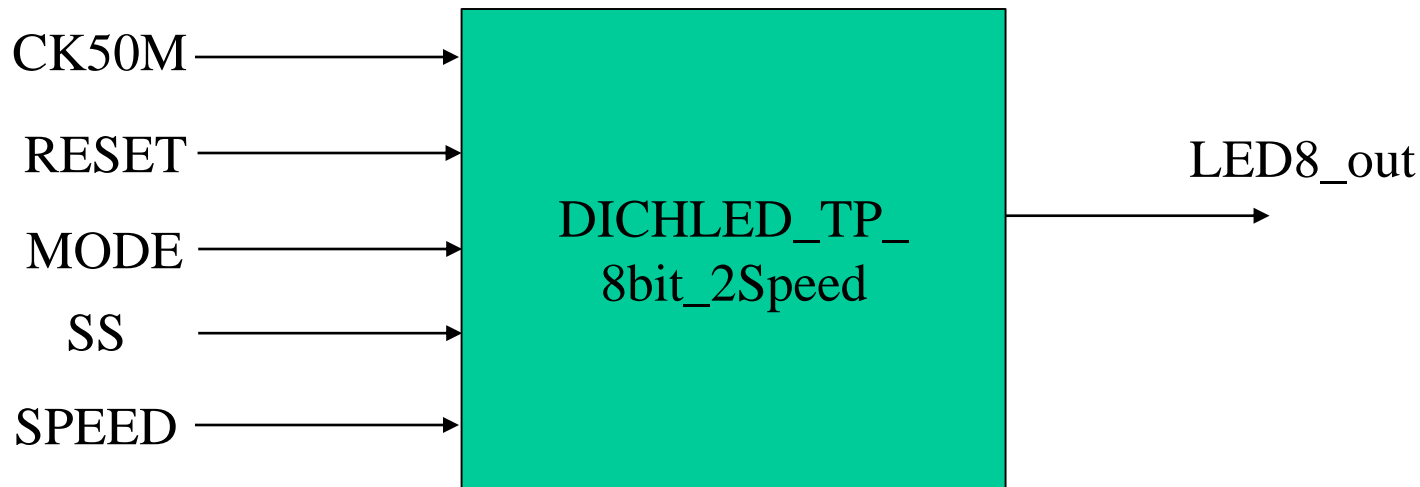 CK50M
RESET
MODE
SS
SPEED
DICHLED_TP_
8bit_2Speed
LED8_out